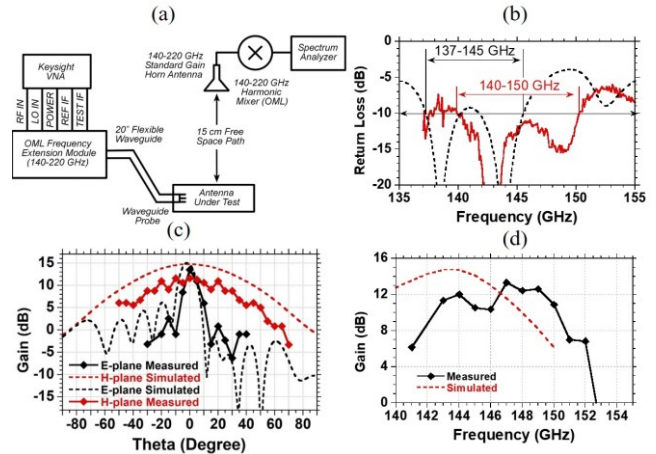 (a)
Keysight
VNA
RF IN
LO IN
POWER
REF IF
TEST IF
OML Frequency
Extension Module
(140-220 GHz)
20" Flexible
Waveguide
Waveguide
Probe
140-220 GHz
Standard Gain
Horn Antenna
140-220 GHz
Harmonic
Mixer (OML)
Spectrum
Analyzer
15 cm Free
Space Path
Antenna
Under Test
(b)
0
-5
-10
-15
-20
Return Loss (dB)
137-145 GHz
140-150 GHz
135 140 145 150 155
Frequency (GHz)
(c)
15
10
5
0
-5
-10
-15
Gain (dB)
E-plane Measured
H-plane Simulated
E-plane Simulated
H-plane Measured
-80 -60 -40 -20 0 20 40 60 80
Theta (Degree)
(d)
16
12
8
4
0
Gain (dB)
Measured
Simulated
140 142 144 146 148 150 152 154
Frequency (GHz)